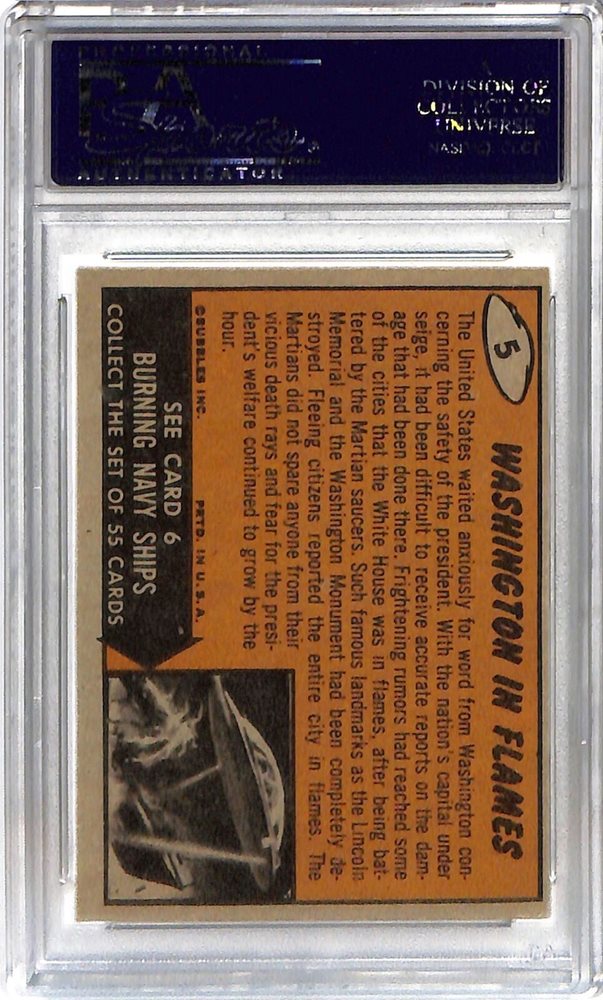 PROFESSIONAL
PSA
Sports
AUTHENTICATOR
DIVISION OF
COLLECTORS
UNIVERSE
NASDAQ: CLCT
5
WASHINGTON IN FLAMES
The United States waited anxiously for word from Washington con-
cerning the safety of the president. With the nation's capital under
seige, it had been difficult to receive accurate reports on the dam-
age that had been done there. Frightening rumors had reached some
of the cities that the White House was in flames, after being bat-
tered by the Martian saucers. Such famous landmarks as the Lincoln
Memorial and the Washington Monument had been completely de-
stroyed. Fleeing citizens reported the entire city in flames. The
Martians did not spare anyone from their
vicious death rays and fear for the presi-
dent's welfare continued to grow by the
hour.
©BUBBLES INC. PRTD. IN U.S.A.
SEE CARD 6
BURNING NAVY SHIPS
COLLECT THE SET OF 55 CARDS